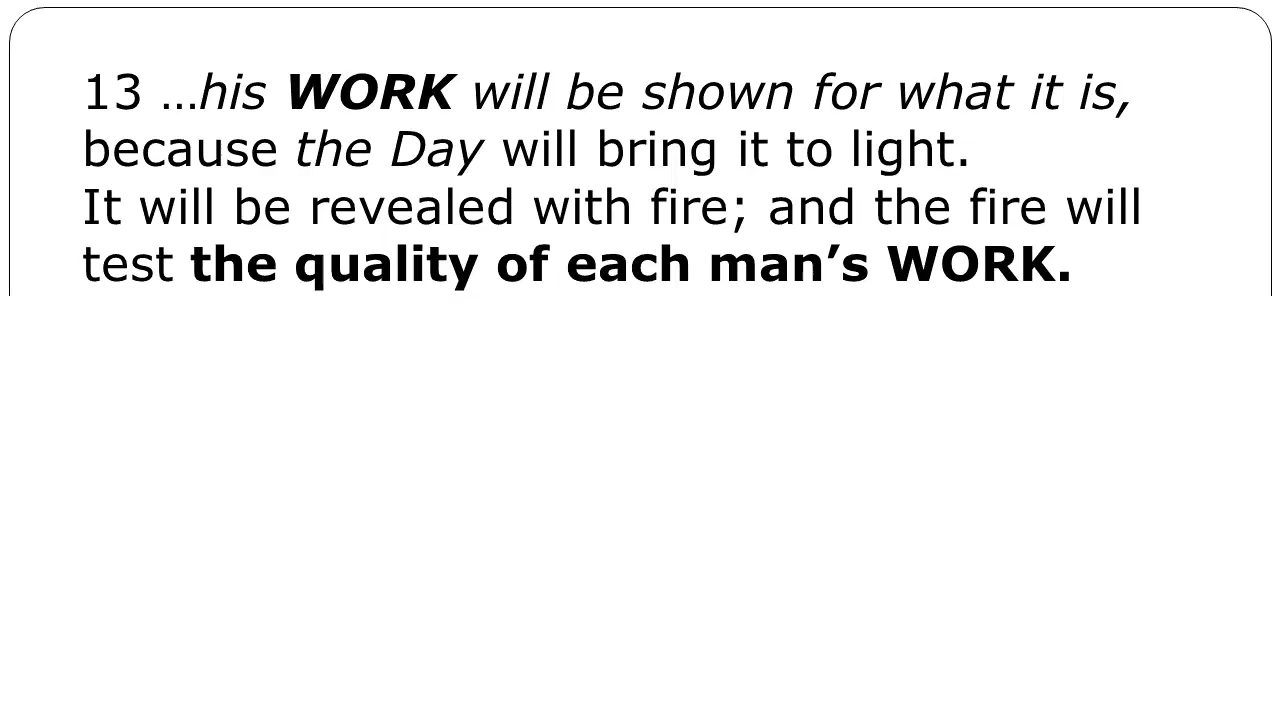 13 …his WORK will be shown for what it is,
because the Day will bring it to light.
It will be revealed with fire; and the fire will
test the quality of each man’s WORK.